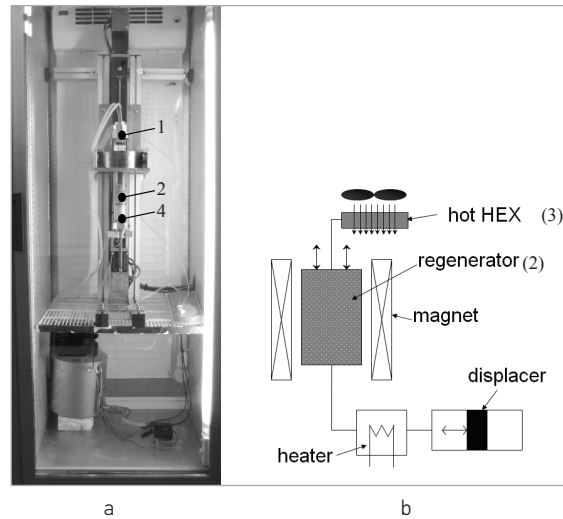 1
2
4
hot HEX (3)
regenerator (2)
magnet
displacer
heater
a
b